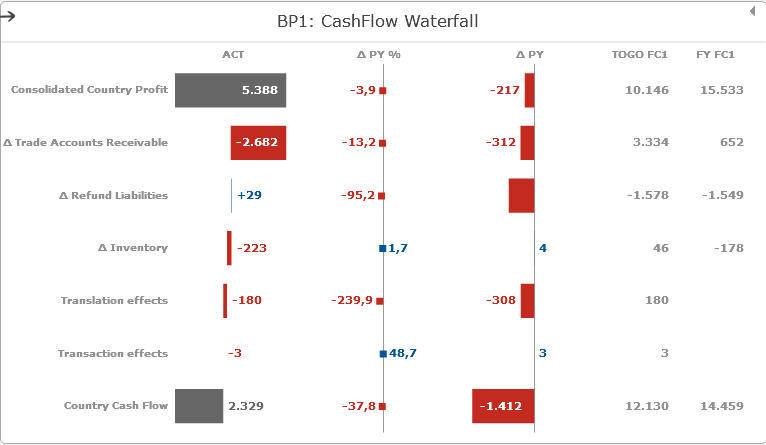 BP1: CashFlow Waterfall
ACT Δ PY % Δ PY TOGO FC1 FY FC1
Consolidated Country Profit 5.388 -3,9 -217 10.146 15.533
Δ Trade Accounts Receivable -2.682 -13,2 -312 3.334 652
Δ Refund Liabilities +29 -95,2 -1.578 -1.549
Δ Inventory -223 1,7 4 46 -178
Translation effects -180 -239,9 -308 180
Transaction effects -3 48,7 3 3
Country Cash Flow 2.329 -37,8 -1.412 12.130 14.459